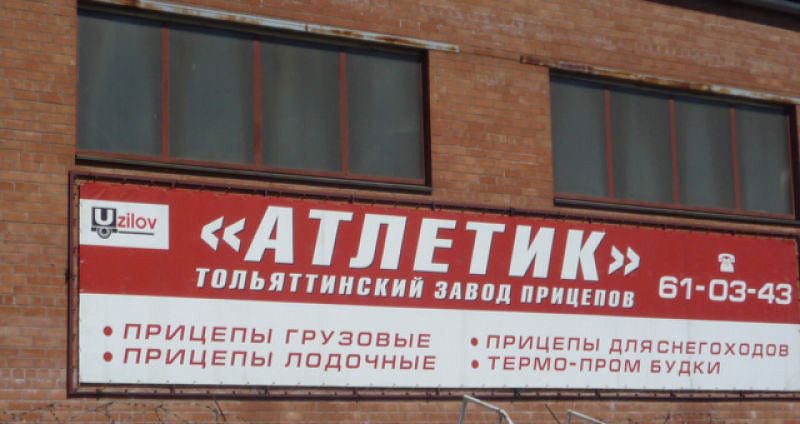 Uzilov
«АТЛЕТИК»
ТОЛЬЯТТИНСКИЙ ЗАВОД ПРИЦЕПОВ
61-03-43
• ПРИЦЕПЫ ГРУЗОВЫЕ
• ПРИЦЕПЫ ЛОДОЧНЫЕ
• ПРИЦЕПЫ ДЛЯ СНЕГОХОДОВ
• ТЕРМО-ПРОМ БУДКИ